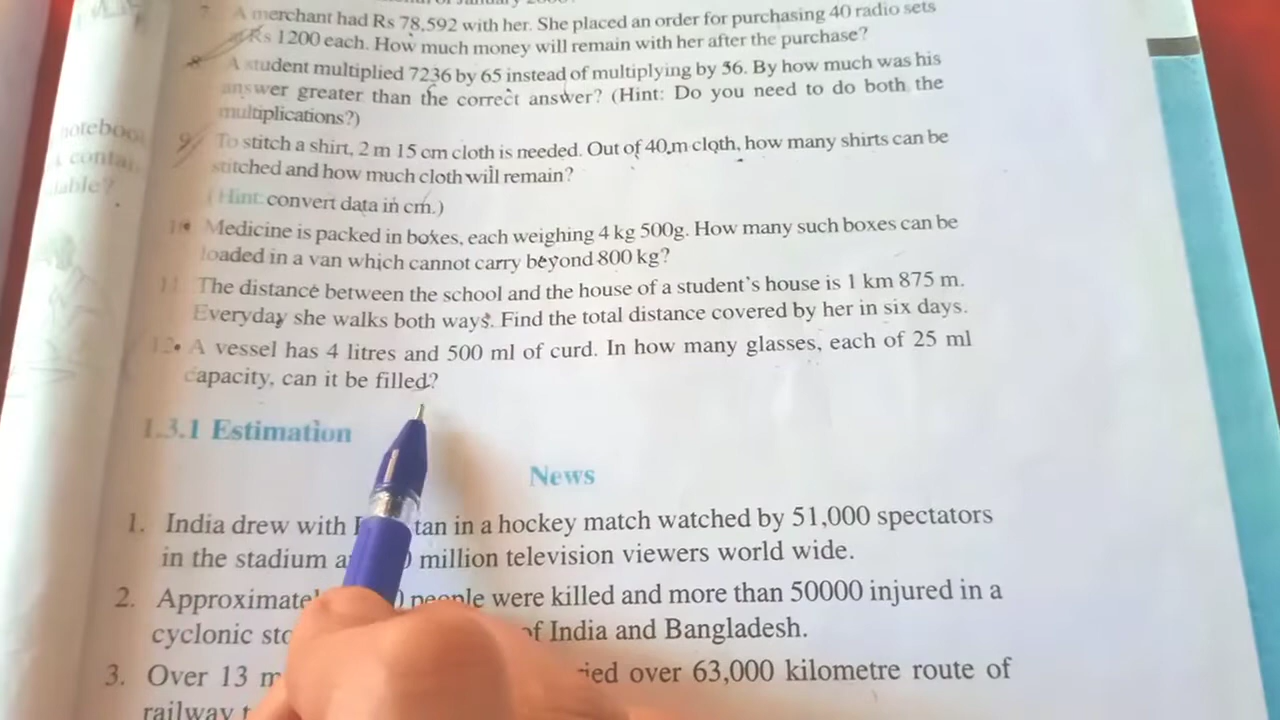 7. A merchant had Rs 78,592 with her. She placed an order for purchasing 40 radio sets
Rs 1200 each. How much money will remain with her after the purchase?
8. A student multiplied 7236 by 65 instead of multiplying by 56. By how much was his
answer greater than the correct answer? (Hint: Do you need to do both the
multiplications?)
9. To stitch a shirt, 2 m 15 cm cloth is needed. Out of 40 m cloth, how many shirts can be
stitched and how much cloth will remain?
(Hint: convert data in cm.)
10. Medicine is packed in boxes, each weighing 4 kg 500g. How many such boxes can be
loaded in a van which cannot carry beyond 800 kg?
11. The distance between the school and the house of a student's house is 1 km 875 m.
Everyday she walks both ways. Find the total distance covered by her in six days.
12. A vessel has 4 litres and 500 ml of curd. In how many glasses, each of 25 ml
capacity, can it be filled?
1.3.1 Estimation
News
1. India drew with tan in a hockey match watched by 51,000 spectators
in the stadium million television viewers world wide.
2. people were killed and more than 50000 injured in a
cyclonic of India and Bangladesh.
3. Over 13 over 63,000 kilometre route of
railway